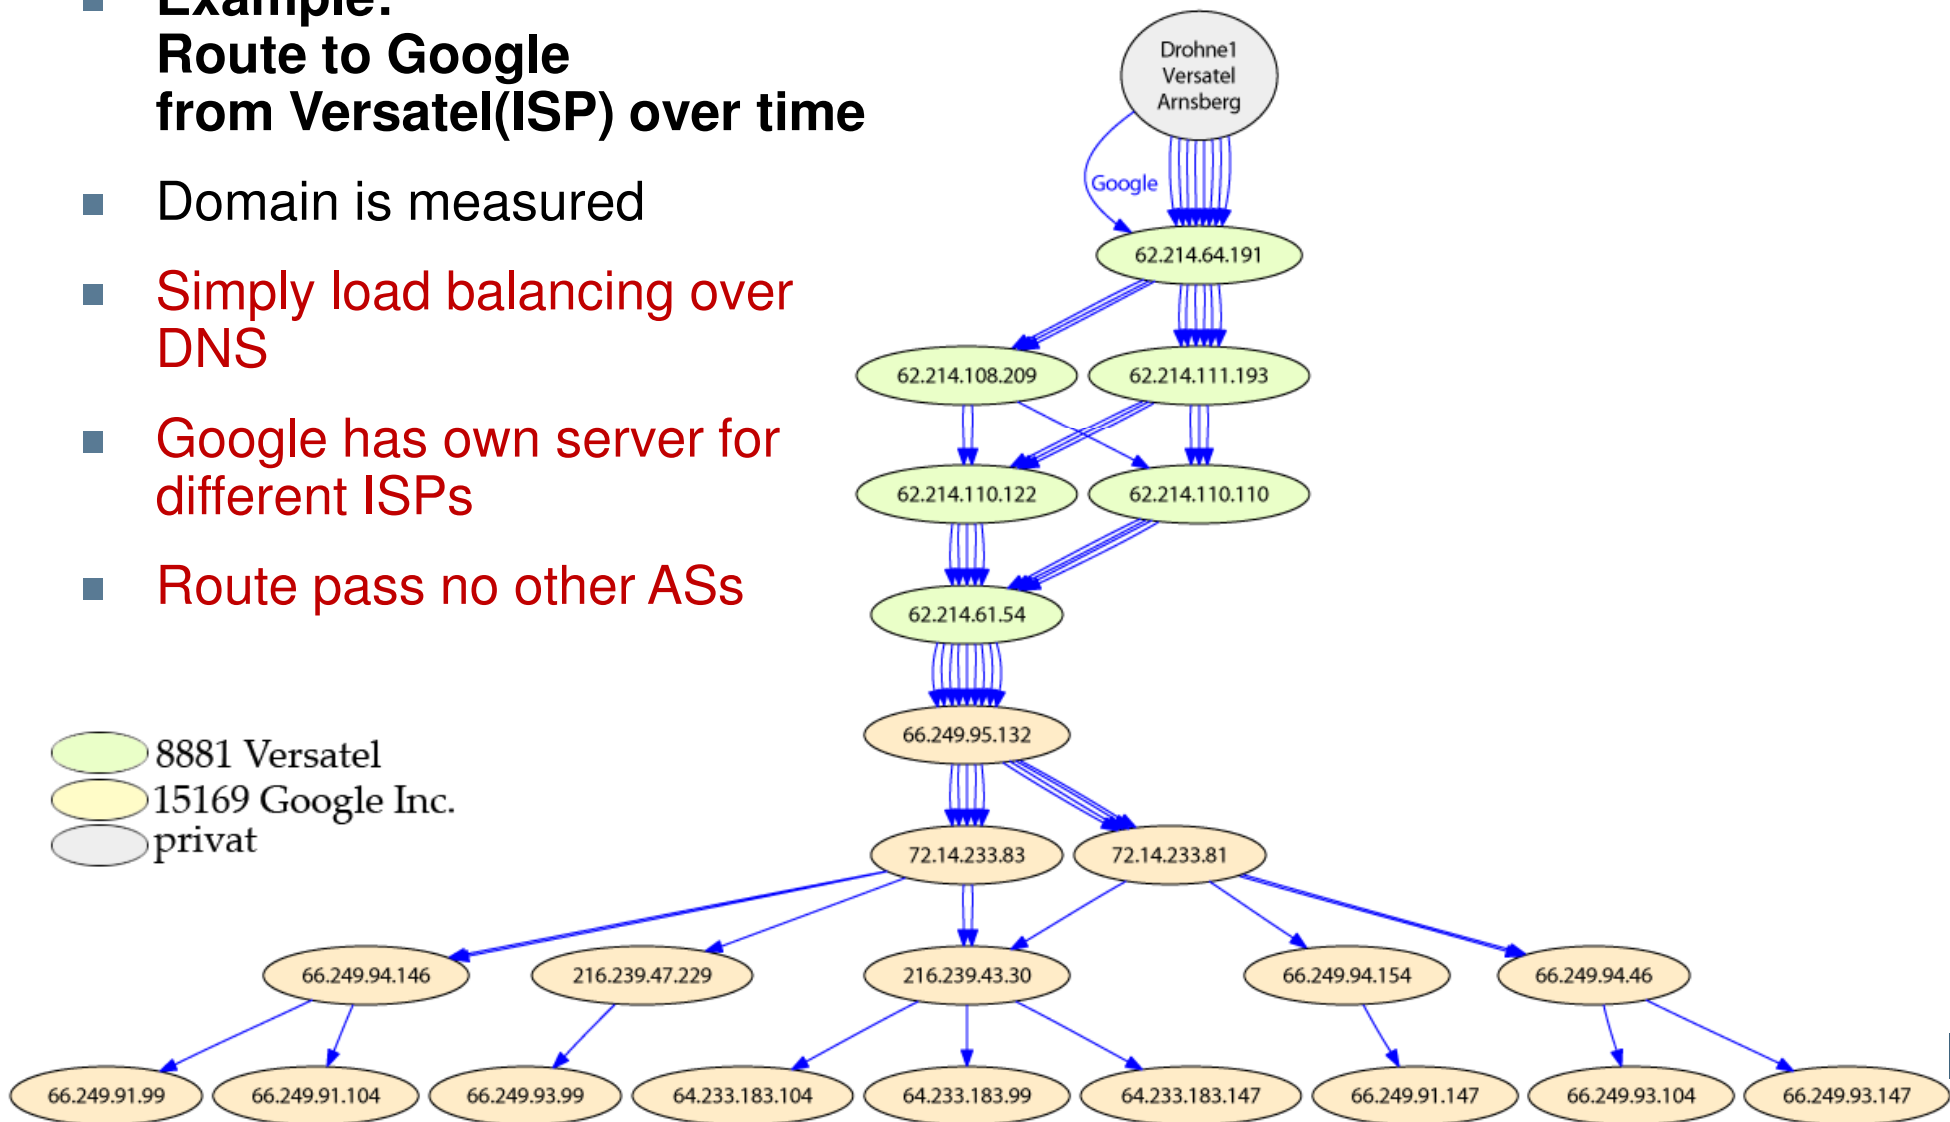 Example:
Route to Google
from Versatel(ISP) over time
Domain is measured
Simply load balancing over
DNS
Google has own server for
different ISPs
Route pass no other ASs
8881 Versatel
15169 Google Inc.
privat
Drohne1
Versatel
Arnsberg
Google
62.214.64.191
62.214.108.209
62.214.111.193
62.214.110.122
62.214.110.110
62.214.61.54
66.249.95.132
72.14.233.83
72.14.233.81
66.249.94.146
216.239.47.229
216.239.43.30
66.249.94.154
66.249.94.46
66.249.91.99
66.249.91.104
66.249.93.99
64.233.183.104
64.233.183.99
64.233.183.147
66.249.91.147
66.249.93.104
66.249.93.147